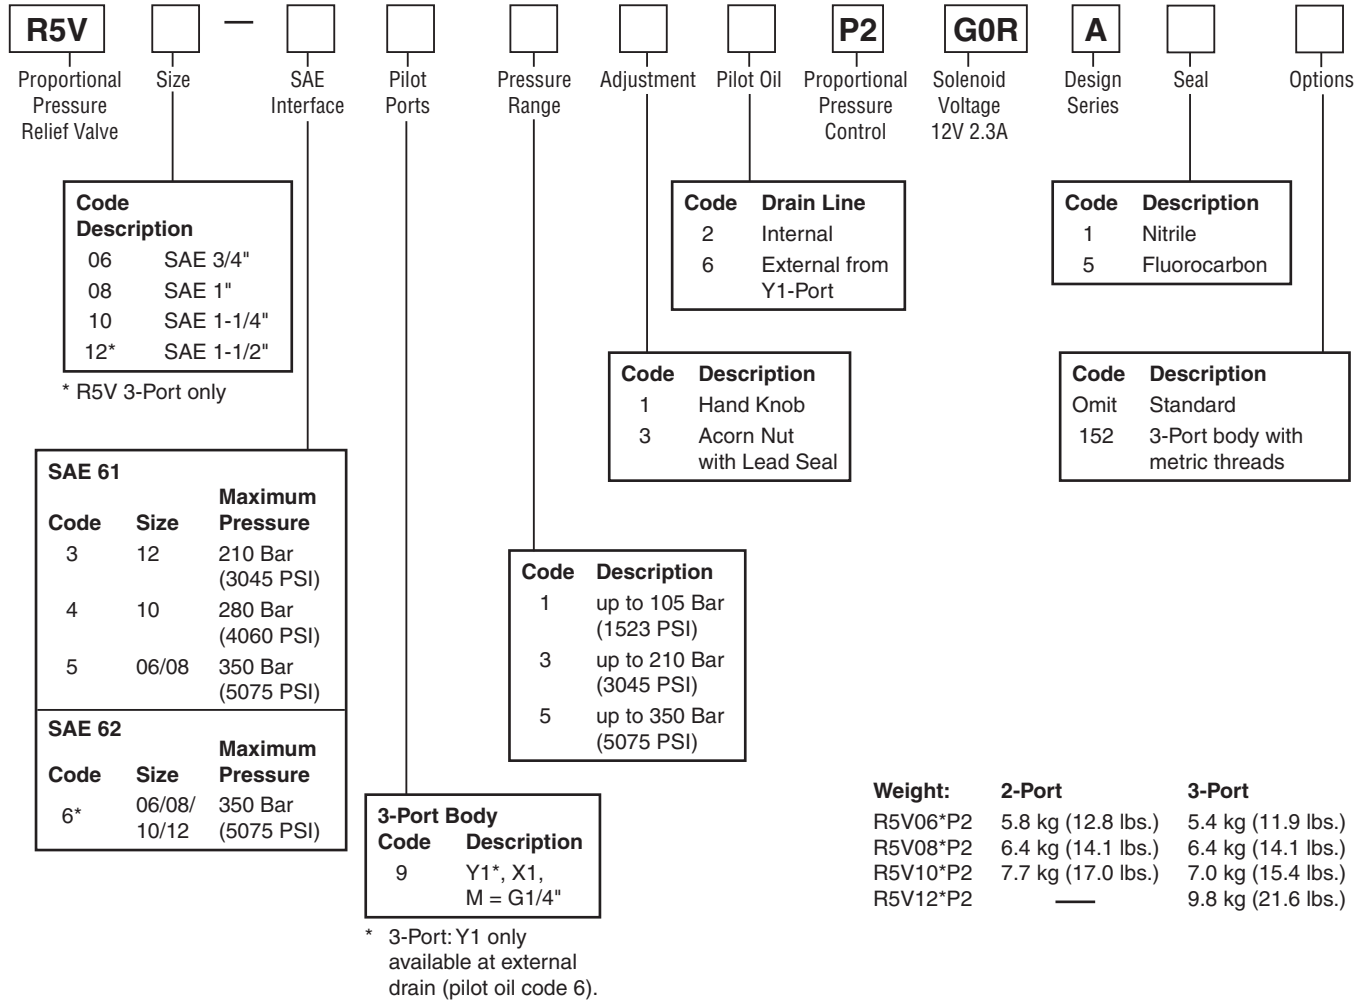 R5V — P2 G0R A
Proportional Pressure Relief Valve
Size
SAE Interface
Pilot Ports
Pressure Range
Adjustment
Pilot Oil
Proportional Pressure Control
Solenoid Voltage 12V 2.3A
Design Series
Seal
Options
Code
Description
06 SAE 3/4"
08 SAE 1"
10 SAE 1-1/4"
12* SAE 1-1/2"
* R5V 3-Port only
Code Drain Line
2 Internal
6 External from
Y1-Port
Code Description
1 Nitrile
5 Fluorocarbon
Code Description
1 Hand Knob
3 Acorn Nut
with Lead Seal
Code Description
Omit Standard
152 3-Port body with
metric threads
SAE 61
Maximum
Code Size Pressure
3 12 210 Bar
(3045 PSI)
4 10 280 Bar
(4060 PSI)
5 06/08 350 Bar
(5075 PSI)
SAE 62
Maximum
Code Size Pressure
6* 06/08/ 350 Bar
10/12 (5075 PSI)
Code Description
1 up to 105 Bar
(1523 PSI)
3 up to 210 Bar
(3045 PSI)
5 up to 350 Bar
(5075 PSI)
3-Port Body
Code Description
9 Y1*, X1,
M = G1/4"
* 3-Port: Y1 only
available at external
drain (pilot oil code 6).
Weight: 2-Port 3-Port
R5V06*P2 5.8 kg (12.8 lbs.) 5.4 kg (11.9 lbs.)
R5V08*P2 6.4 kg (14.1 lbs.) 6.4 kg (14.1 lbs.)
R5V10*P2 7.7 kg (17.0 lbs.) 7.0 kg (15.4 lbs.)
R5V12*P2 — 9.8 kg (21.6 lbs.)